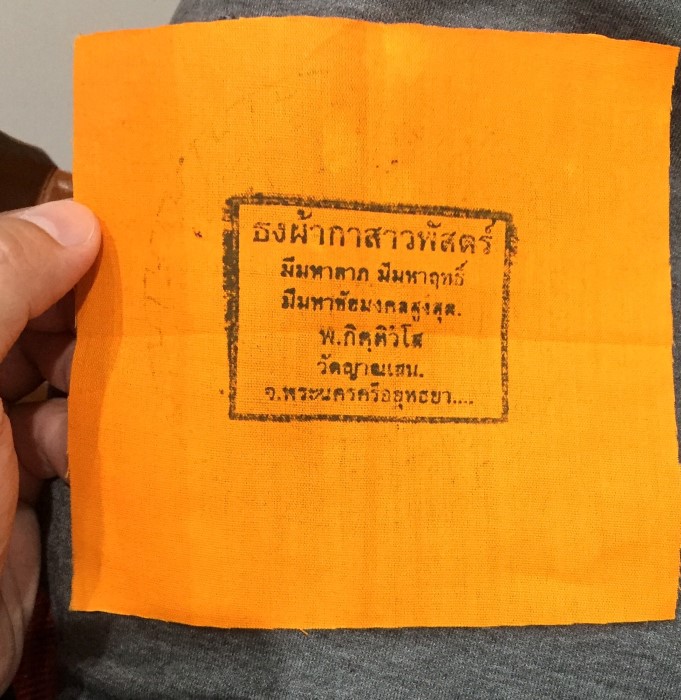 ธงผ้ากาสาวพัสตร์
มีมหาลาภ มีมหาฤทธิ์
มีมหาชัยมงคลสูงสุด.
พ.กิตฺติวํโส
วัดญาณเสน.
จ.พระนครศรีอยุทธยา....